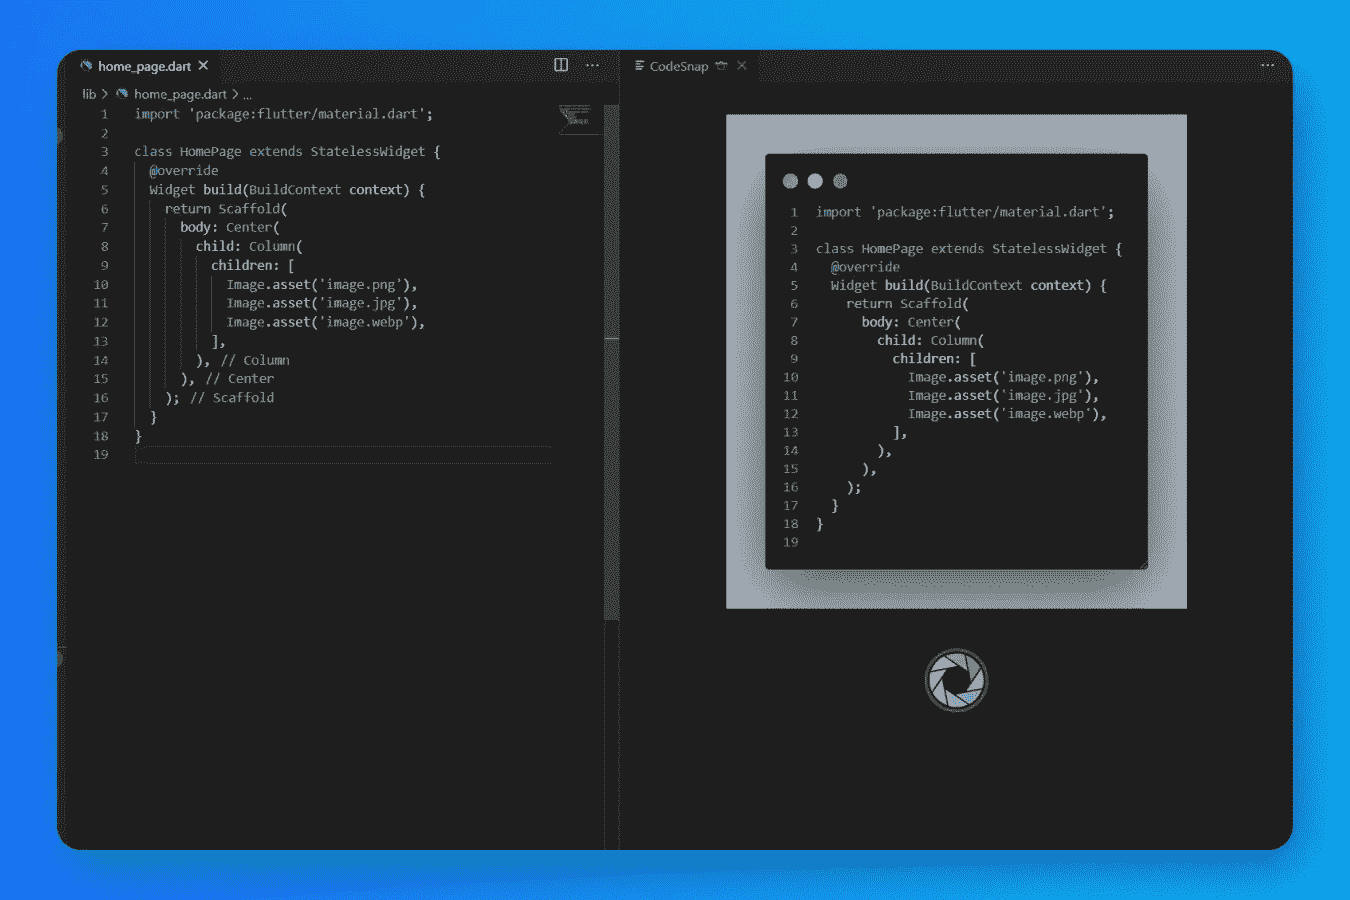 home_page.dart
lib > home_page.dart > ...
1 import 'package:flutter/material.dart';
2
3 class HomePage extends StatelessWidget {
4 @override
5 Widget build(BuildContext context) {
6 return Scaffold(
7 body: Center(
8 child: Column(
9 children: [
10 Image.asset('image.png'),
11 Image.asset('image.jpg'),
12 Image.asset('image.webp'),
13 ],
14 ), // Column
15 ), // Center
16 ); // Scaffold
17 }
18 }
19
CodeSnap
1 import 'package:flutter/material.dart';
2
3 class HomePage extends StatelessWidget {
4 @override
5 Widget build(BuildContext context) {
6 return Scaffold(
7 body: Center(
8 child: Column(
9 children: [
10 Image.asset('image.png'),
11 Image.asset('image.jpg'),
12 Image.asset('image.webp'),
13 ],
14 ),
15 ),
16 );
17 }
18 }
19